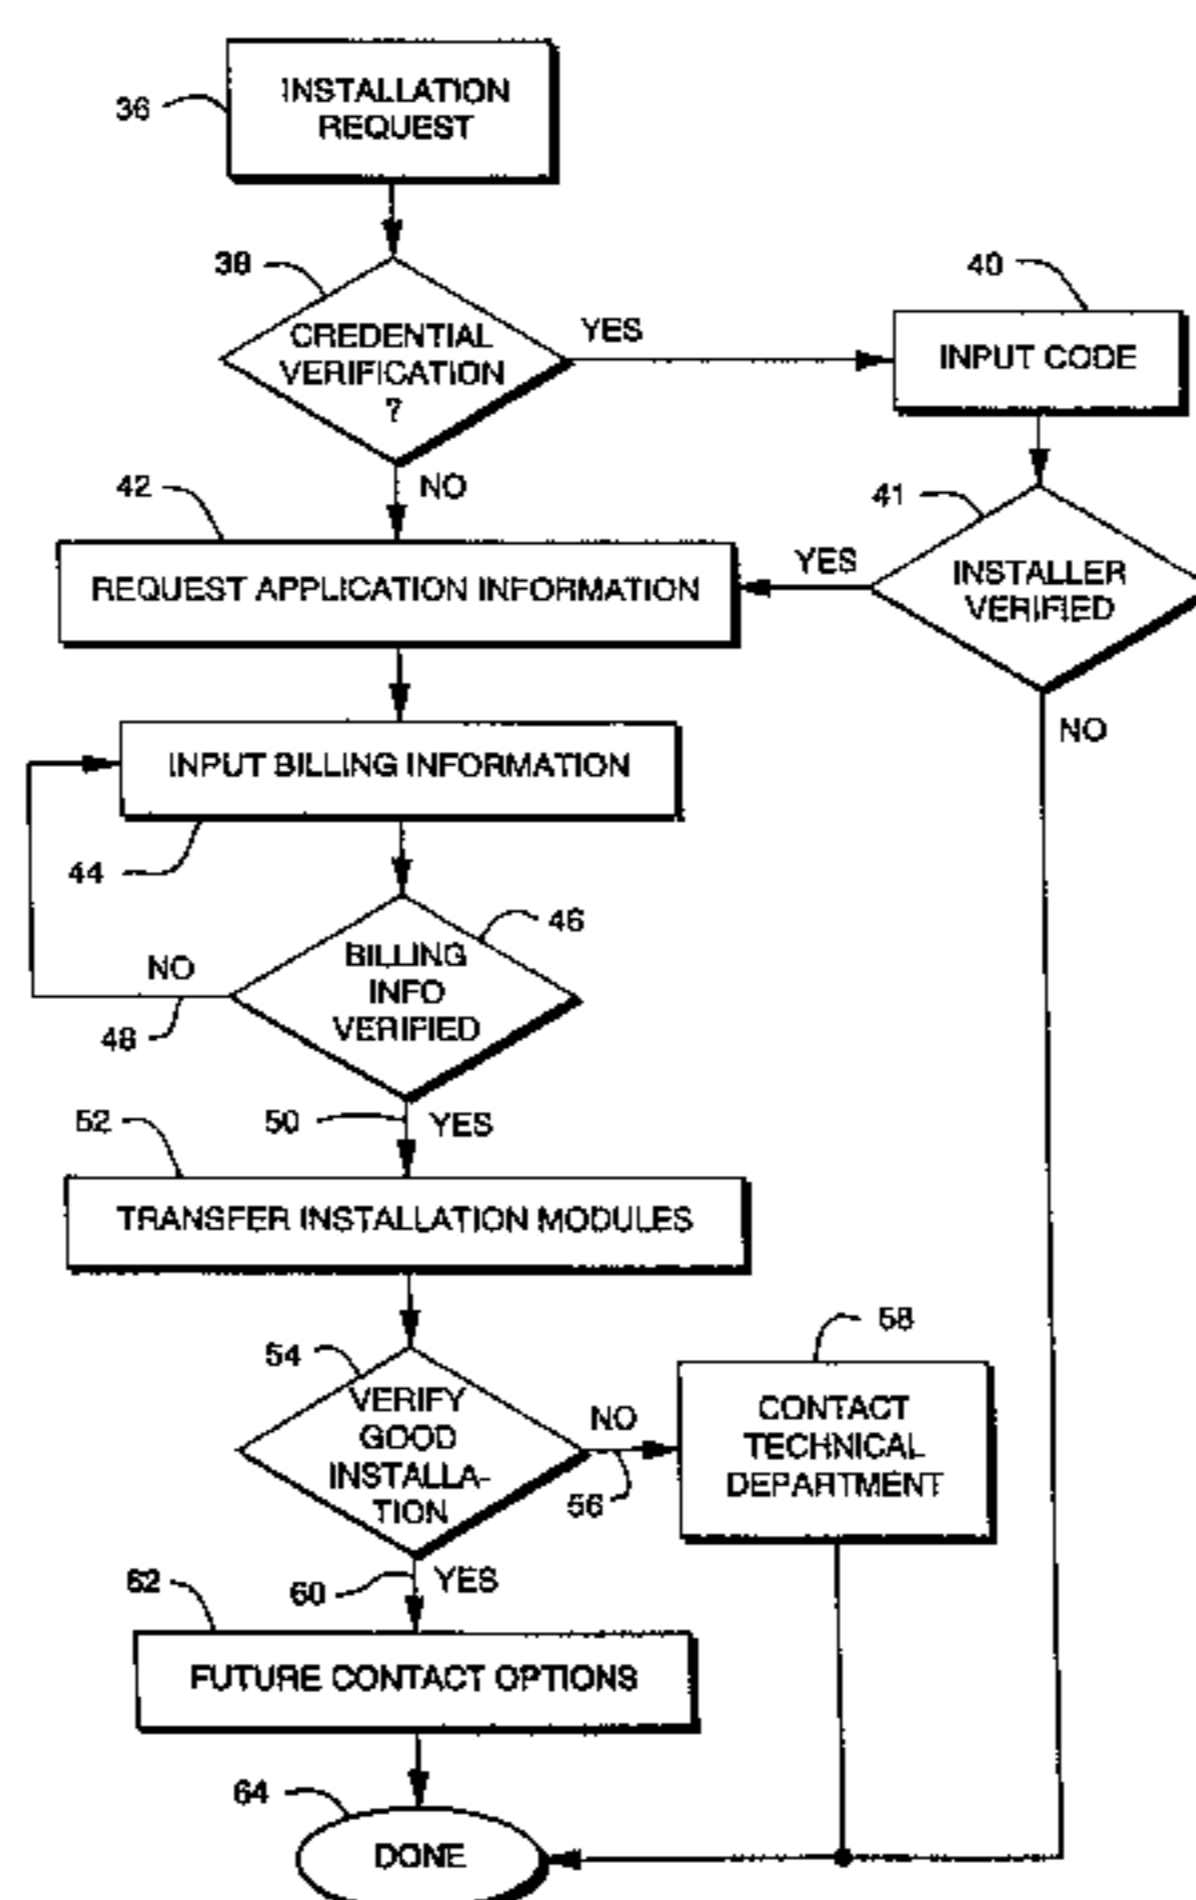 INSTALLATION
REQUEST
36
38
CREDENTIAL
VERIFICATION
?
YES
40
INPUT CODE
NO
42
REQUEST APPLICATION INFORMATION
YES
41
INSTALLER
VERIFIED
NO
INPUT BILLING INFORMATION
44
46
BILLING
INFO
VERIFIED
NO
48
50
YES
52
TRANSFER INSTALLATION MODULES
54
VERIFY
GOOD
INSTALLA-
TION
NO
56
58
CONTACT
TECHNICAL
DEPARTMENT
60
YES
62
FUTURE CONTACT OPTIONS
64
DONE